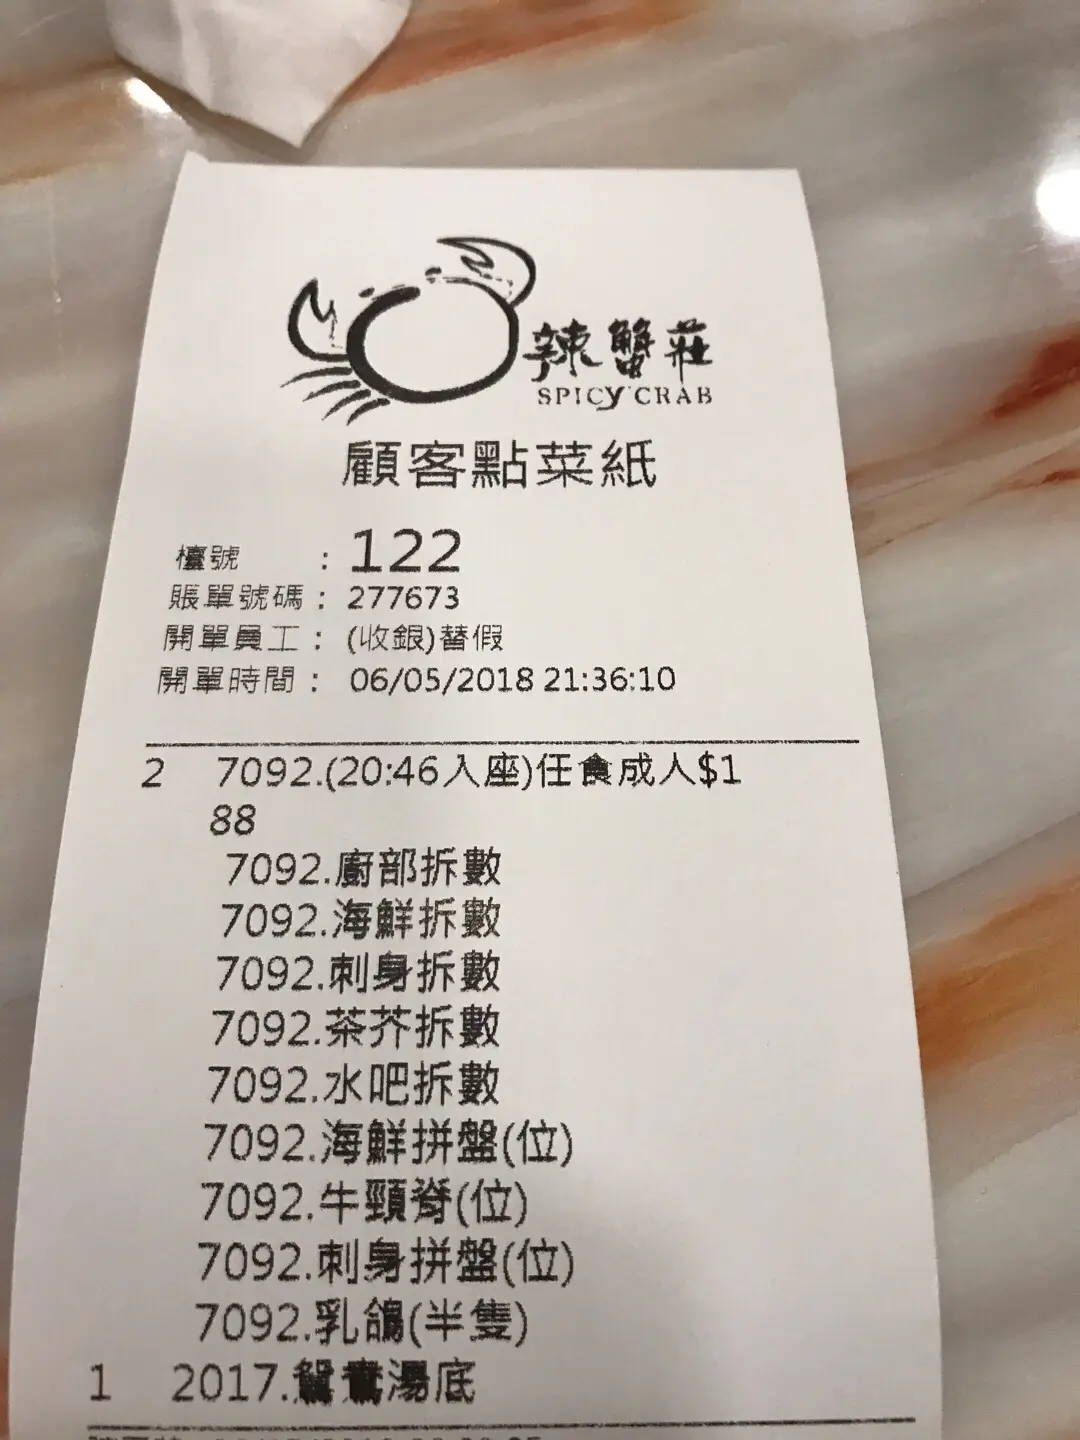 辣蟹莊
SPICY CRAB
顧客點菜紙
檯號 : 122
賬單號碼 : 277673
開單員工 : (收銀)替假
開單時間 : 06/05/2018 21:36:10
2 7092.(20:46入座)任食成人$1
88
7092.廚部拆數
7092.海鮮拆數
7092.刺身拆數
7092.茶芥拆數
7092.水吧拆數
7092.海鮮拼盤(位)
7092.牛頸脊(位)
7092.刺身拼盤(位)
7092.乳鴿(半隻)
1 2017.鴛鴦湯底